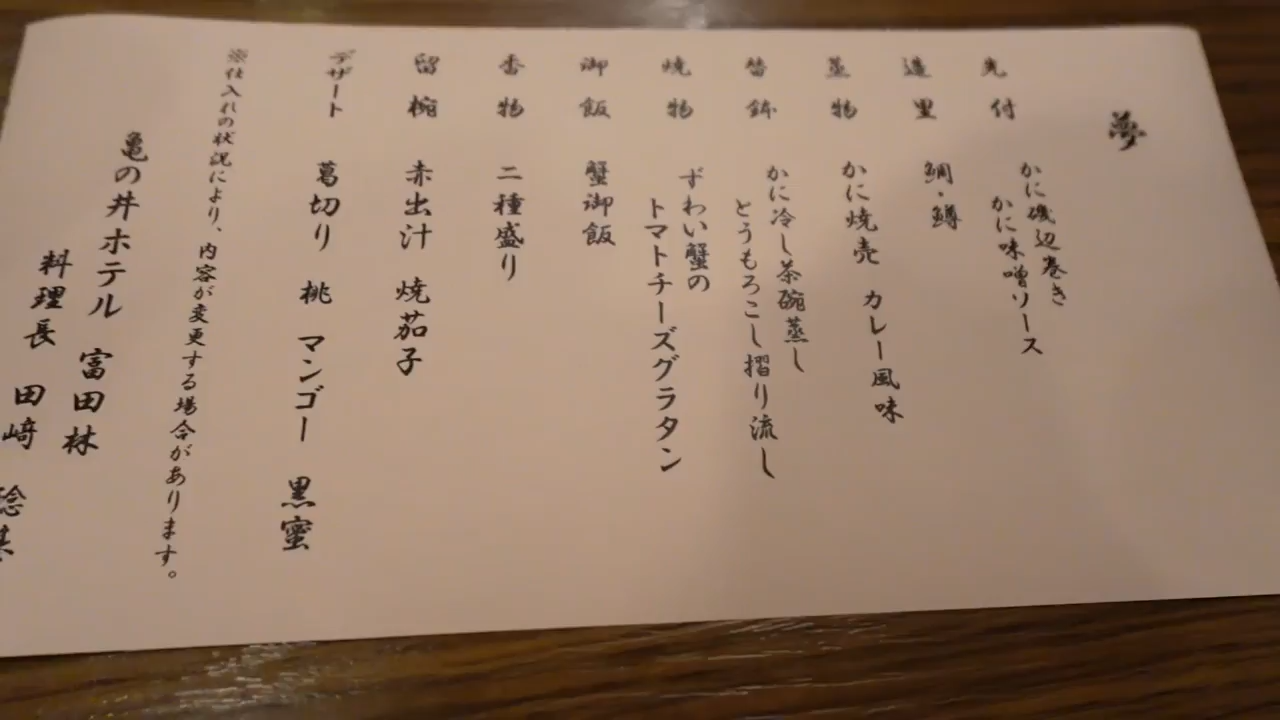 夢
先付 かに磯辺巻き
かに味噌ソース
造里 鯛・鱒
蒸物 かに焼売 カレー風味
替鉢 かに冷し茶碗蒸し
とうもろこし摺り流し
焼物 ずわい蟹の
トマトチーズグラタン
御飯 蟹御飯
香物 二種盛り
留椀 赤出汁 焼茄子
デザート 葛切り 桃 マンゴー 黒蜜
※仕入れの状況により、内容が変更する場合があります。
亀の井ホテル 富田林
料理長 田﨑